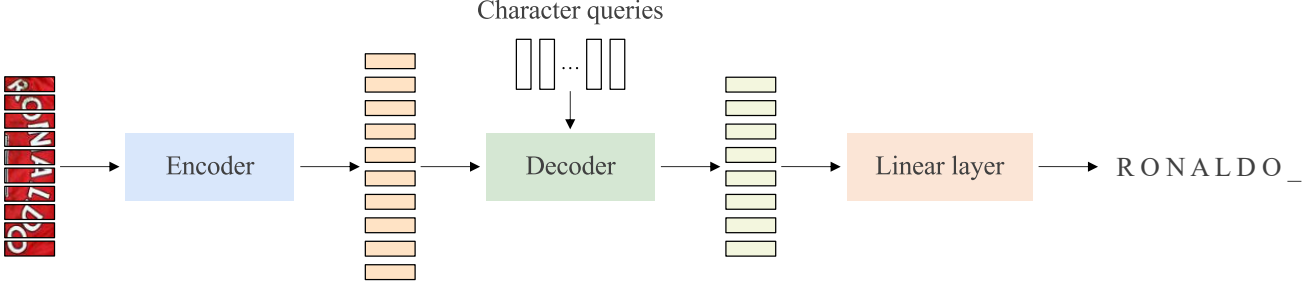 Character queries
...
Encoder
Decoder
Linear layer
R O N A L D O _